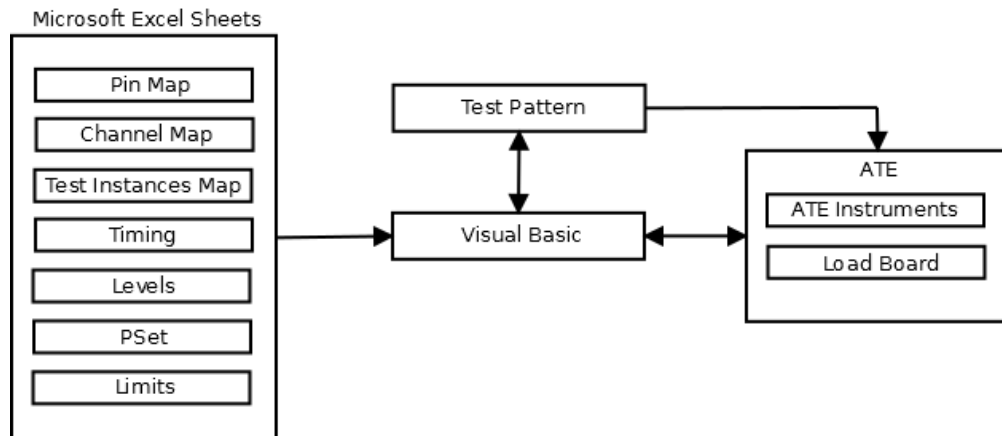 Microsoft Excel Sheets
Pin Map
Channel Map
Test Instances Map
Timing
Levels
PSet
Limits
Test Pattern
Visual Basic
ATE
ATE Instruments
Load Board